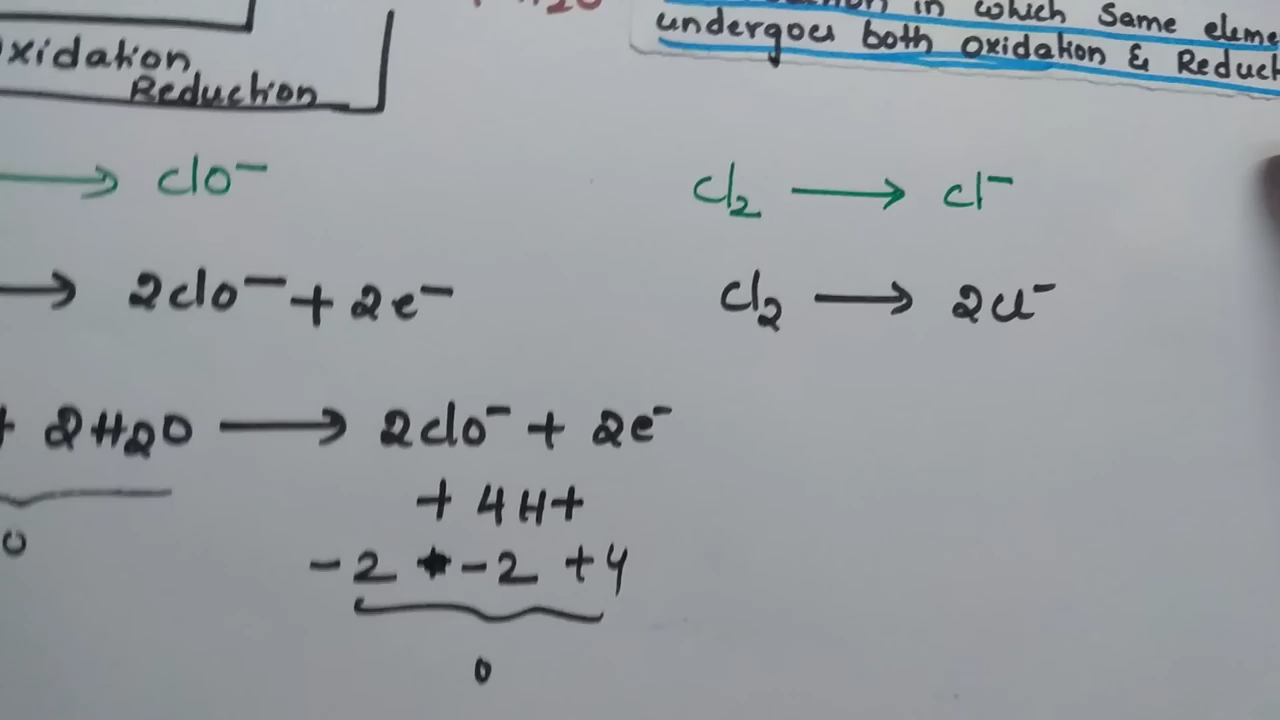 H2O
in which same eleme
undergoes both oxidation & Reduct
xidation
Reduction
⟶ clo⁻
cl₂ ⟶ cl⁻
⟶ 2clo⁻ + 2e⁻
cl₂ ⟶ 2cl⁻
+ 2H2O ⟶ 2clo⁻ + 2e⁻
+ 4H+
0
-2 -2 +4
0